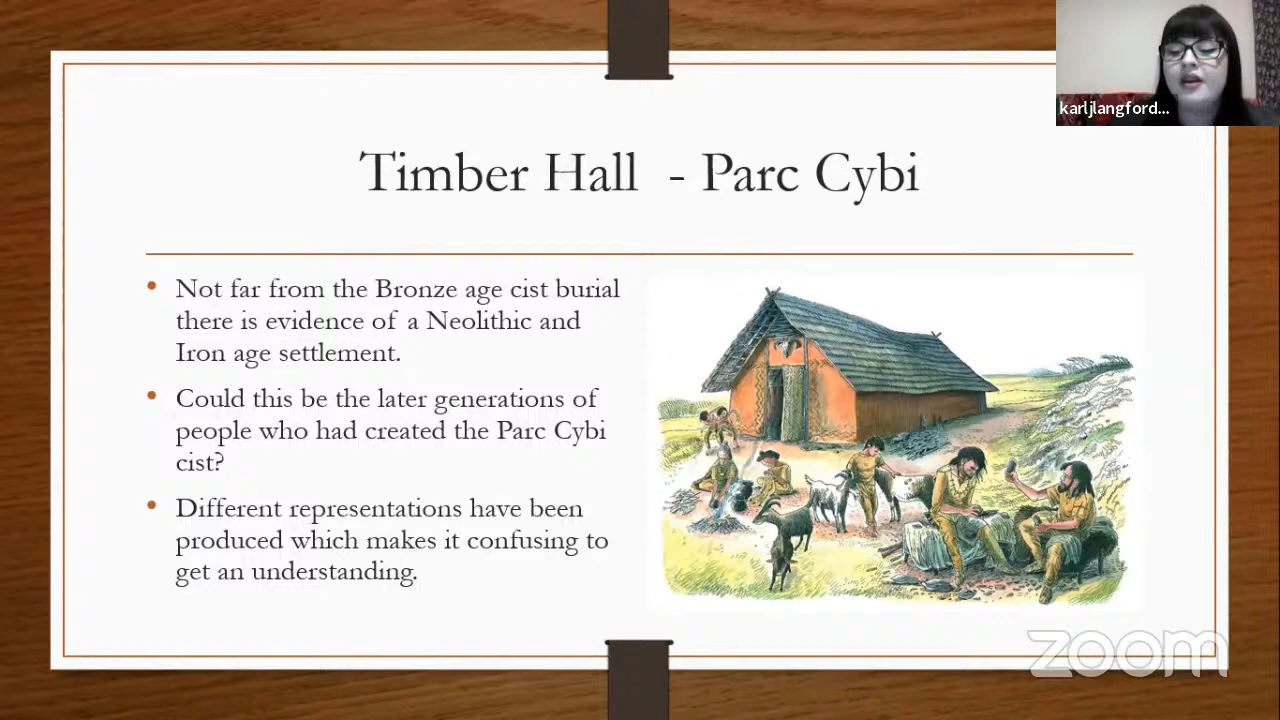 karljlangford...
Timber Hall - Parc Cybi
• Not far from the Bronze age cist burial
there is evidence of a Neolithic and
Iron age settlement.
• Could this be the later generations of
people who had created the Parc Cybi
cist?
• Different representations have been
produced which makes it confusing to
get an understanding.
zoom